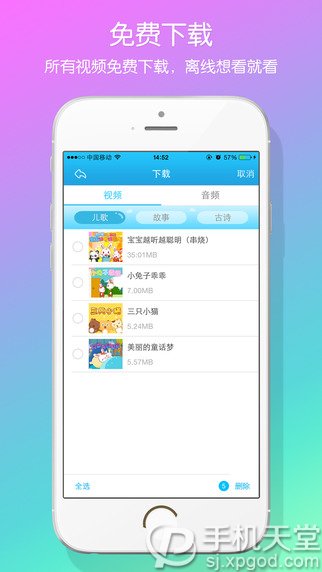 免费下载
所有视频免费下载，离线想看就看
中国移动 14:52 57%
下载 取消
视频 音频
儿歌 故事 古诗
宝宝越听越聪明（串烧）
35:01MB
小兔子乖乖
7.00MB
三只小猫
5.94MB
美丽的童话梦
5.29MB
全选 5 删除
手机天堂
sj.xpgod.com